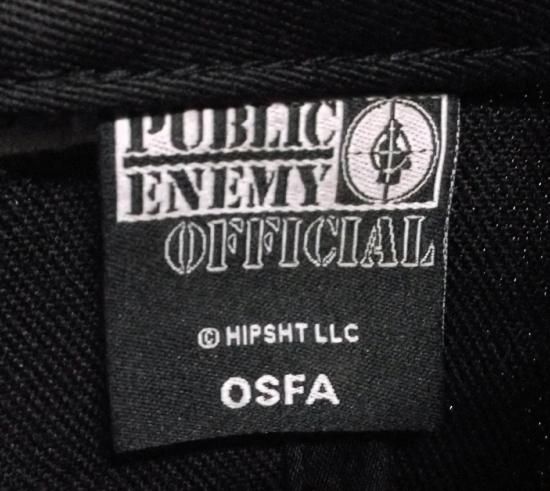 PUBLIC
ENEMY
OFFICIAL
© HIPSHT LLC
OSFA